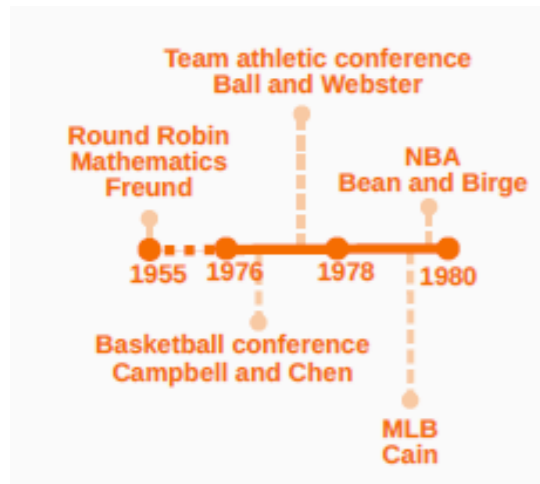 Team athletic conference
Ball and Webster
Round Robin
Mathematics
Freund
NBA
Bean and Birge
1955
1976
1978
1980
Basketball conference
Campbell and Chen
MLB
Cain